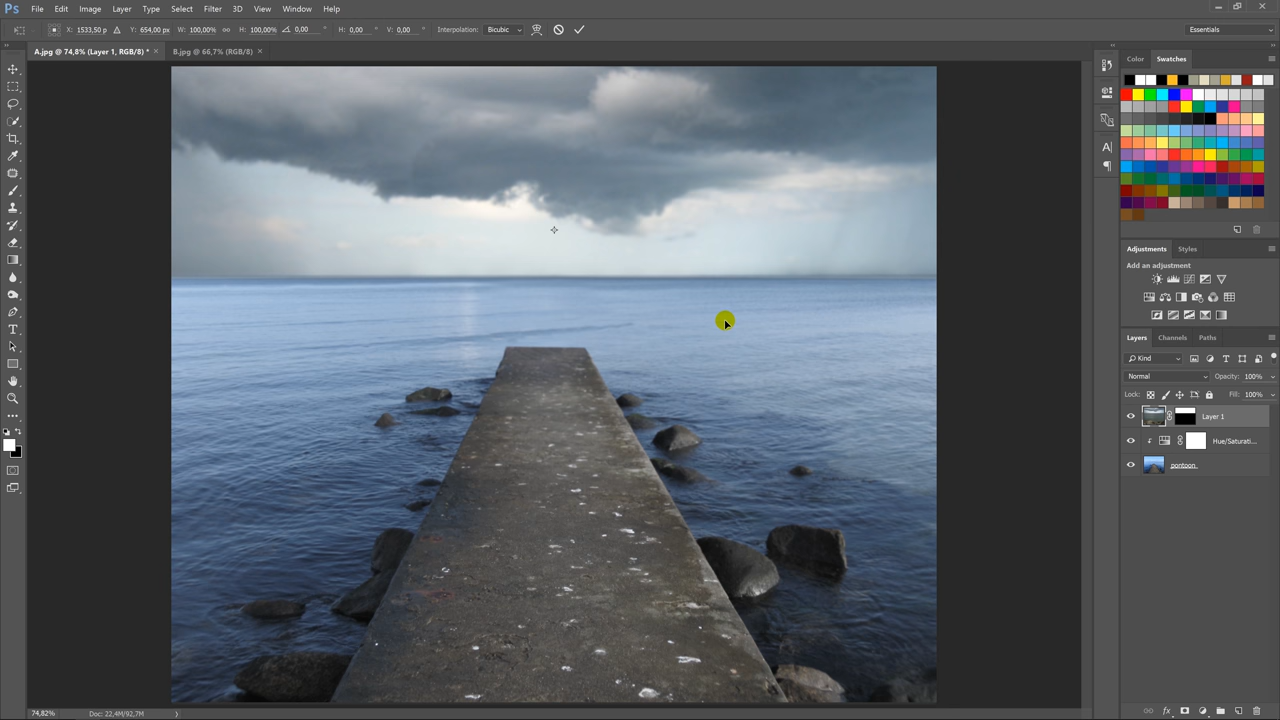 Ps File Edit Image Layer Type Select Filter 3D View Window Help
X: 1533,50 p Y: 654,00 px W: 100,00% H: 100,00% 0,00 ° H: 0,00 ° V: 0,00 ° Interpolation: Bicubic Essentials
A.jpg @ 74,8% (Layer 1, RGB/8) * × B.jpg @ 66,7% (RGB/8) ×
Color Swatches
Adjustments Styles
Add an adjustment
Layers Channels Paths
Kind
Normal Opacity: 100%
Lock: Fill: 100%
Layer 1
Hue/Saturati...
pontoon
74,82% Doc: 22,4M/92,7M